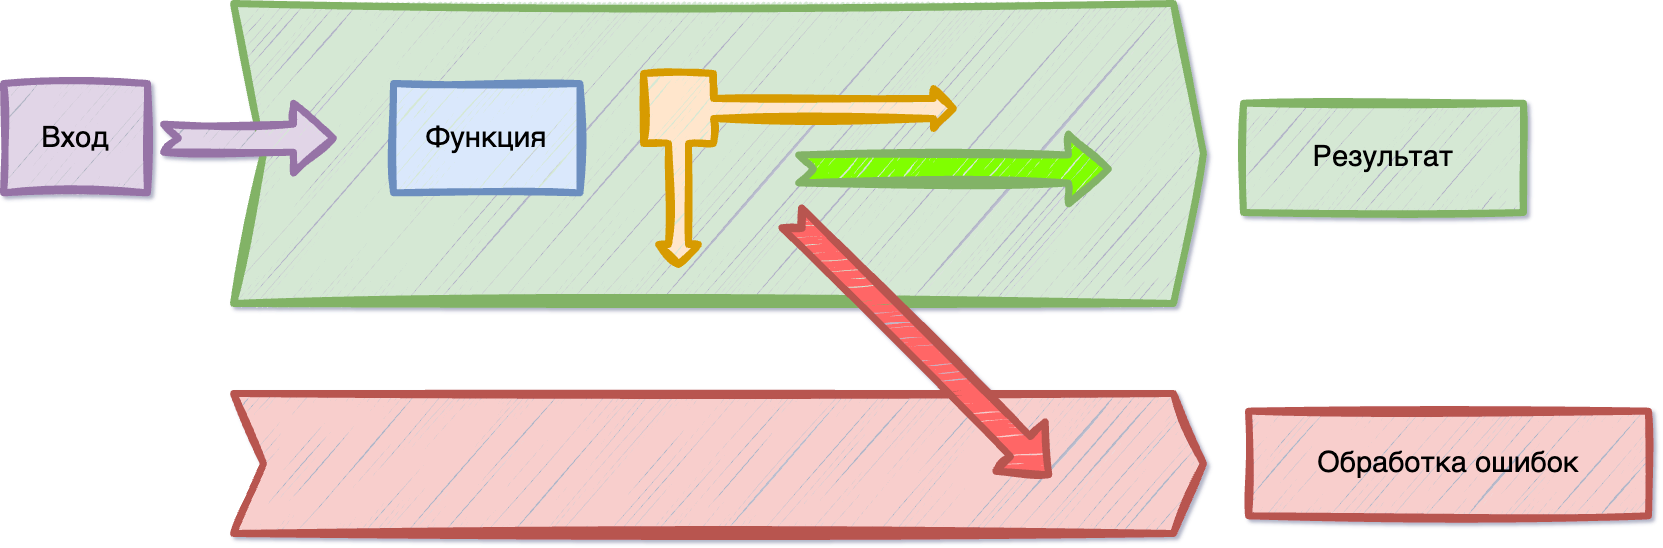 Вход
Функция
Результат
Обработка ошибок